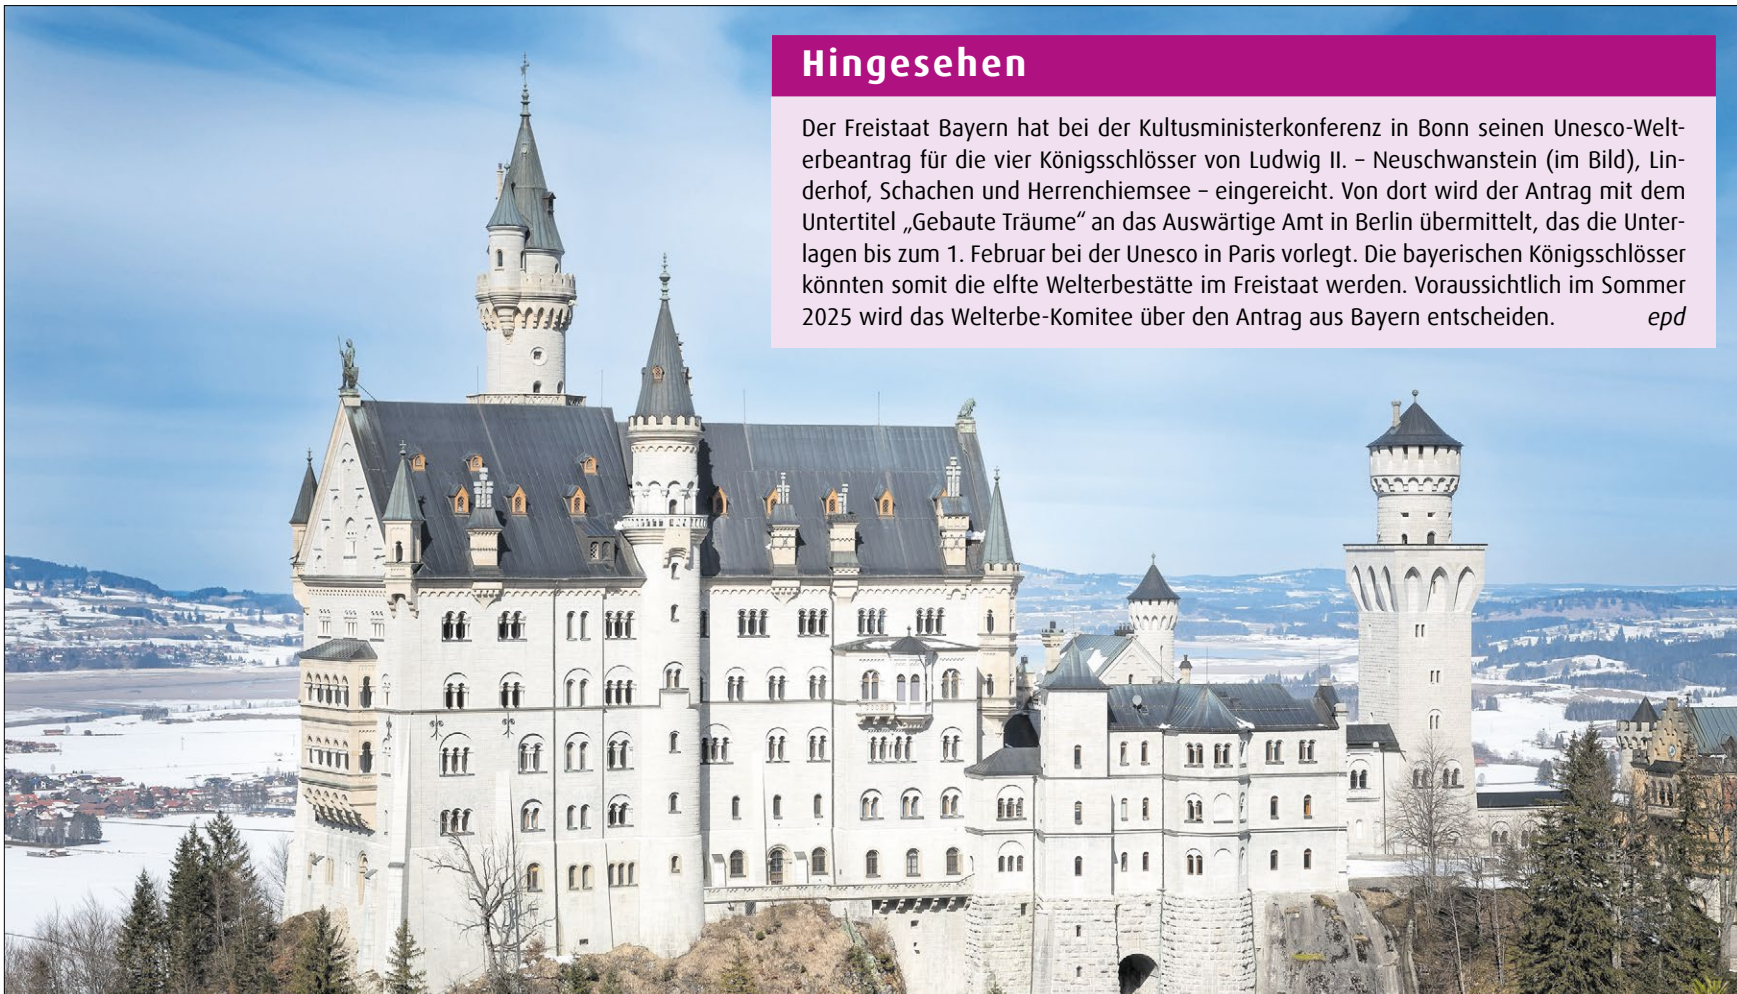 Hingesehen
Der Freistaat Bayern hat bei der Kultusministerkonferenz in Bonn seinen Unesco-Welt-
erbeantrag für die vier Königsschlösser von Ludwig II. – Neuschwanstein (im Bild), Lin-
derhof, Schachen und Herrenchiemsee – eingereicht. Von dort wird der Antrag mit dem
Untertitel „Gebaute Träume“ an das Auswärtige Amt in Berlin übermittelt, das die Unter-
lagen bis zum 1. Februar bei der Unesco in Paris vorlegt. Die bayerischen Königsschlösser
könnten somit die elfte Welterbestätte im Freistaat werden. Voraussichtlich im Sommer
2025 wird das Welterbe-Komitee über den Antrag aus Bayern entscheiden. epd